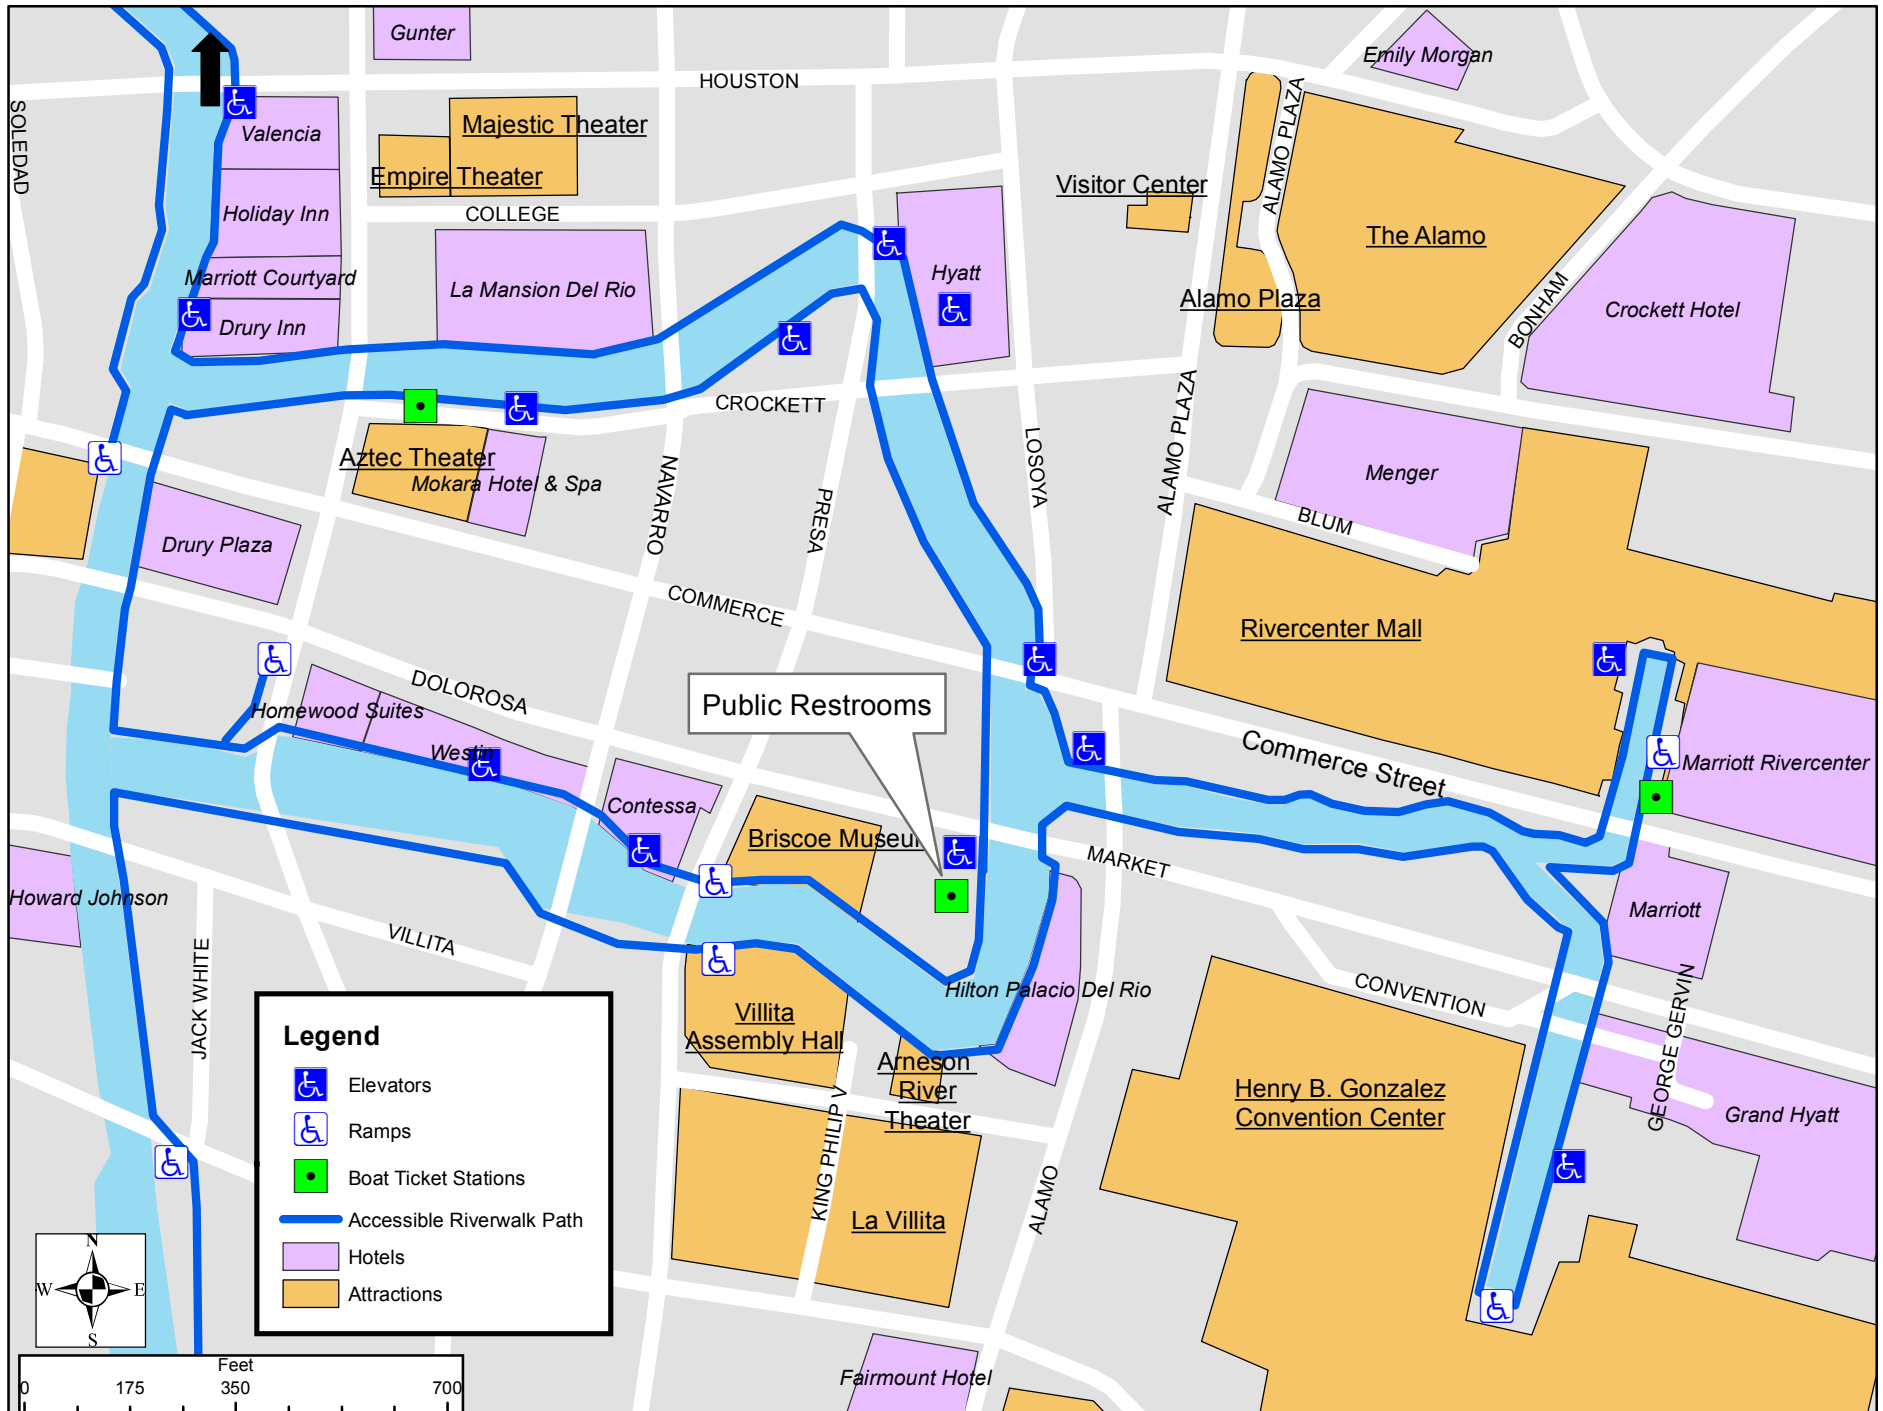 Gunter
Emily Morgan
HOUSTON
SOLEDAD
Valencia
Majestic Theater
Empire Theater
ALAMO PLAZA
Visitor Center
Holiday Inn
COLLEGE
The Alamo
Marriott Courtyard
La Mansion Del Rio
Hyatt
Alamo Plaza
BONHAM
Crockett Hotel
Drury Inn
CROCKETT
ALAMO PLAZA
Aztec Theater
Mokara Hotel & Spa
NAVARRO
PRESA
LOSOYA
Menger
BLUM
Drury Plaza
COMMERCE
Rivercenter Mall
DOLOROSA
Public Restrooms
Homewood Suites
Westin
Commerce Street
Marriott Rivercenter
Contessa
Briscoe Museu
MARKET
Howard Johnson
VILLITA
Marriott
JACK WHITE
Hilton Palacio Del Rio
CONVENTION
GEORGE GERVIN
Villita
Assembly Hall
Arneson
River
Theater
KING PHILIP V
Henry B. Gonzalez
Convention Center
Grand Hyatt
La Villita
ALAMO
Fairmount Hotel
Legend
Elevators
Ramps
Boat Ticket Stations
Accessible Riverwalk Path
Hotels
Attractions
N
W E
S
Feet
0 175 350 700